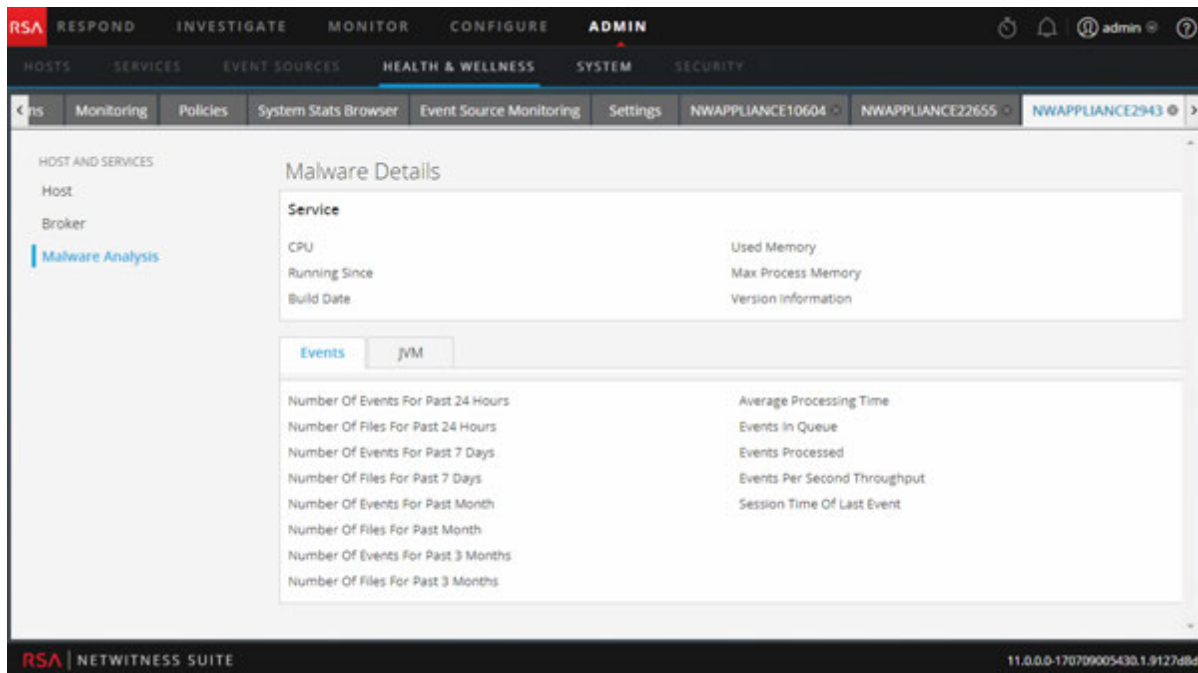 RSA RESPOND INVESTIGATE MONITOR CONFIGURE ADMIN admin
HOSTS SERVICES EVENT SOURCES HEALTH & WELLNESS SYSTEM SECURITY
ns Monitoring Policies System Stats Browser Event Source Monitoring Settings NWAPPLIANCE10604 NWAPPLIANCE22655 NWAPPLIANCE2943
HOST AND SERVICES
Host
Broker
Malware Analysis
Malware Details
Service
CPU Used Memory
Running Since Max Process Memory
Build Date Version Information
Events JVM
Number Of Events For Past 24 Hours Average Processing Time
Number Of Files For Past 24 Hours Events In Queue
Number Of Events For Past 7 Days Events Processed
Number Of Files For Past 7 Days Events Per Second Throughput
Number Of Events For Past Month Session Time Of Last Event
Number Of Files For Past Month
Number Of Events For Past 3 Months
Number Of Files For Past 3 Months
RSA NETWITNESS SUITE 11.0.0.0-170709005430.1.9127d8d